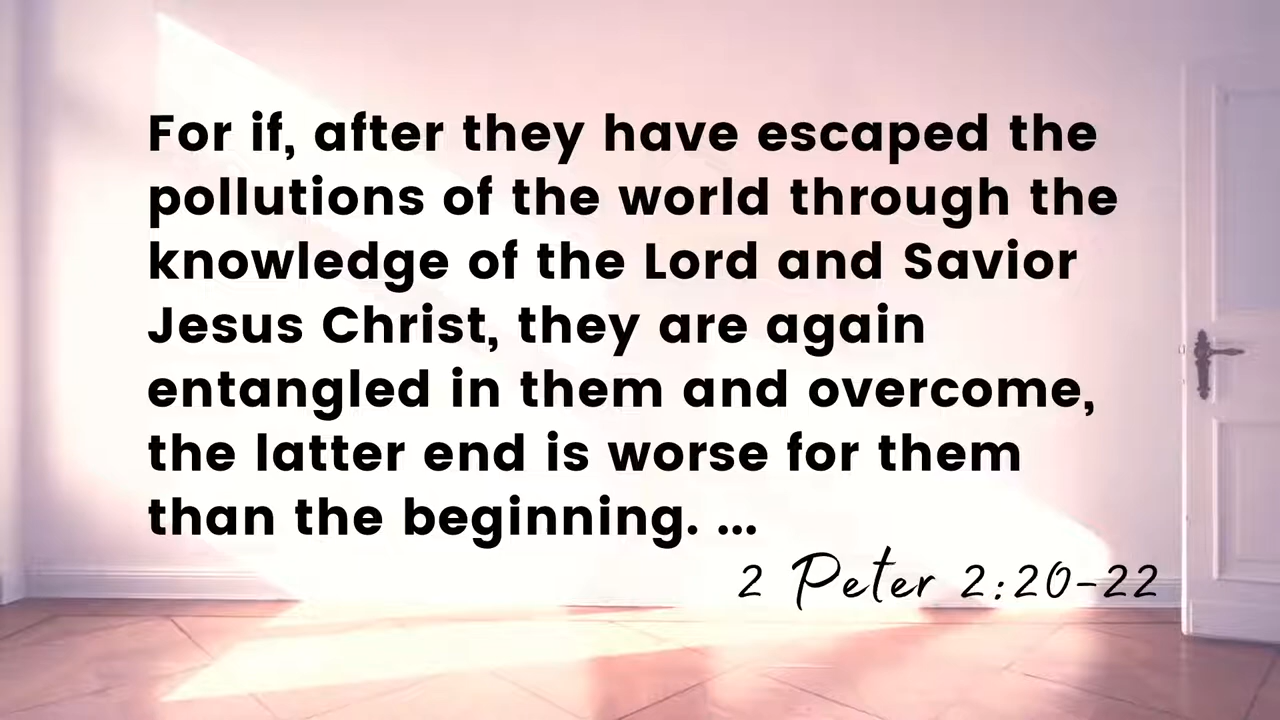 For if, after they have escaped the
pollutions of the world through the
knowledge of the Lord and Savior
Jesus Christ, they are again
entangled in them and overcome,
the latter end is worse for them
than the beginning. ...
2 Peter 2:20-22